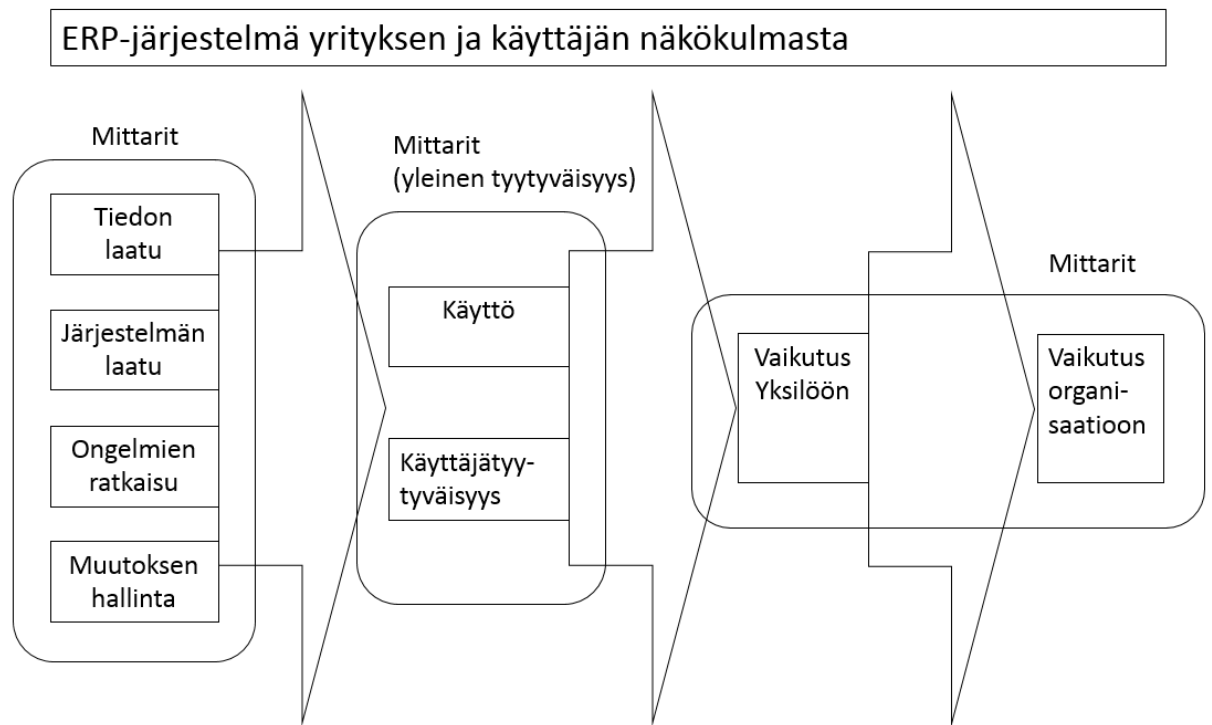 ERP-järjestelmä yrityksen ja käyttäjän näkökulmasta
Mittarit
Tiedon
laatu
Järjestelmän
laatu
Ongelmien
ratkaisu
Muutoksen
hallinta
Mittarit
(yleinen tyytyväisyys)
Käyttö
Käyttäjätyy-
tyväisyys
Mittarit
Vaikutus
Yksilöön
Vaikutus
organi-
saatioon